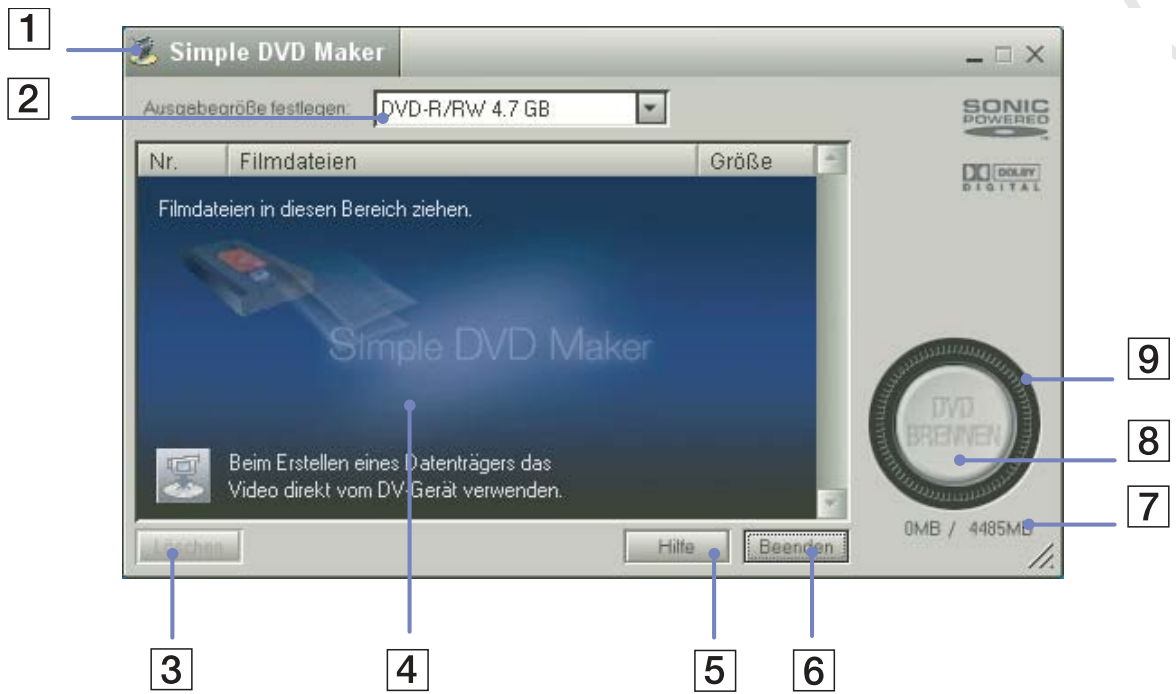 1
Simple DVD Maker
2
Ausgabegröße festlegen:
DVD-R/RW 4.7 GB
SONIC
POWERED
DOLBY
DIGITAL
Nr.
Filmdateien
Größe
Filmdateien in diesen Bereich ziehen.
Simple DVD Maker
9
DVD
BRENNEN
8
Beim Erstellen eines Datenträgers das
Video direkt vom DV-Gerät verwenden.
7
0MB / 4485MB
Löschen
Hilfe
Beenden
3
4
5
6